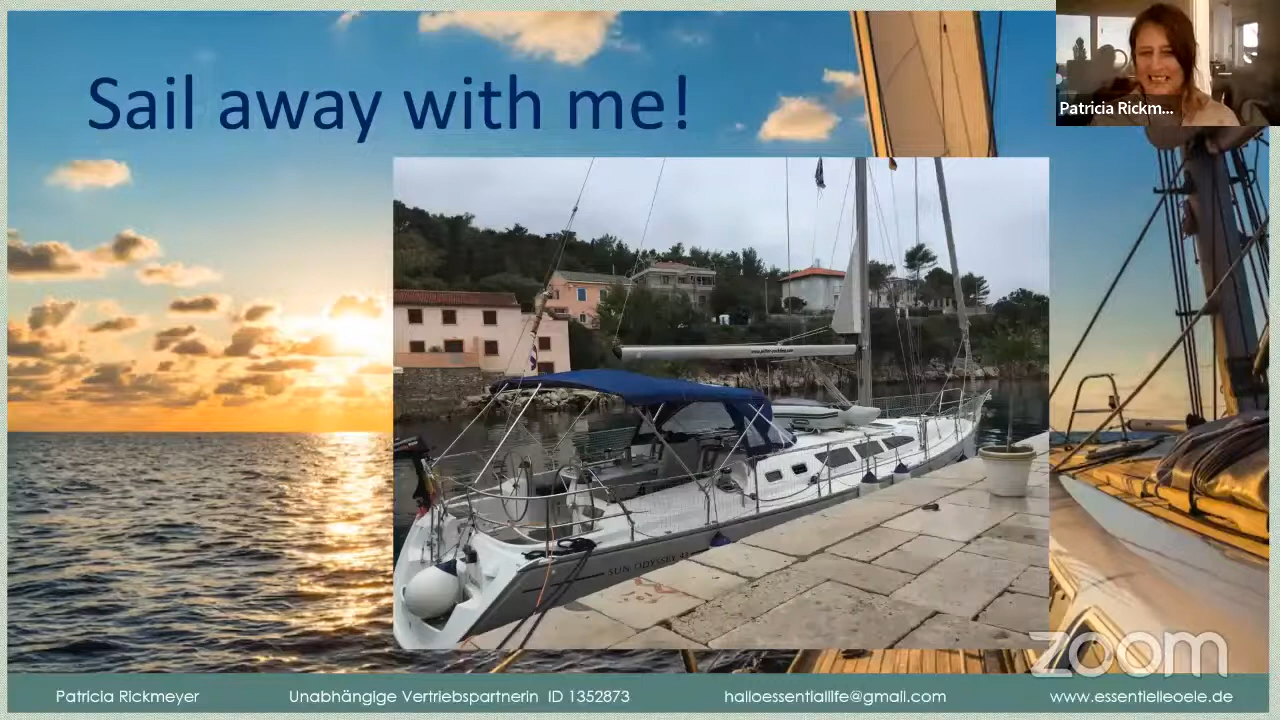 Sail away with me!
Patricia Rickm...
SUN ODYSSEY
zoom
Patricia Rickmeyer Unabhängige Vertriebspartnerin ID 1352873 halloessentiallife@gmail.com www.essentielleoele.de